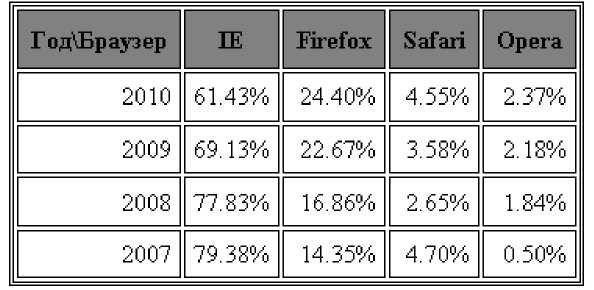 Год\Браузер IE Firefox Safari Opera
2010 61.43% 24.40% 4.55% 2.37%
2009 69.13% 22.67% 3.58% 2.18%
2008 77.83% 16.86% 2.65% 1.84%
2007 79.38% 14.35% 4.70% 0.50%